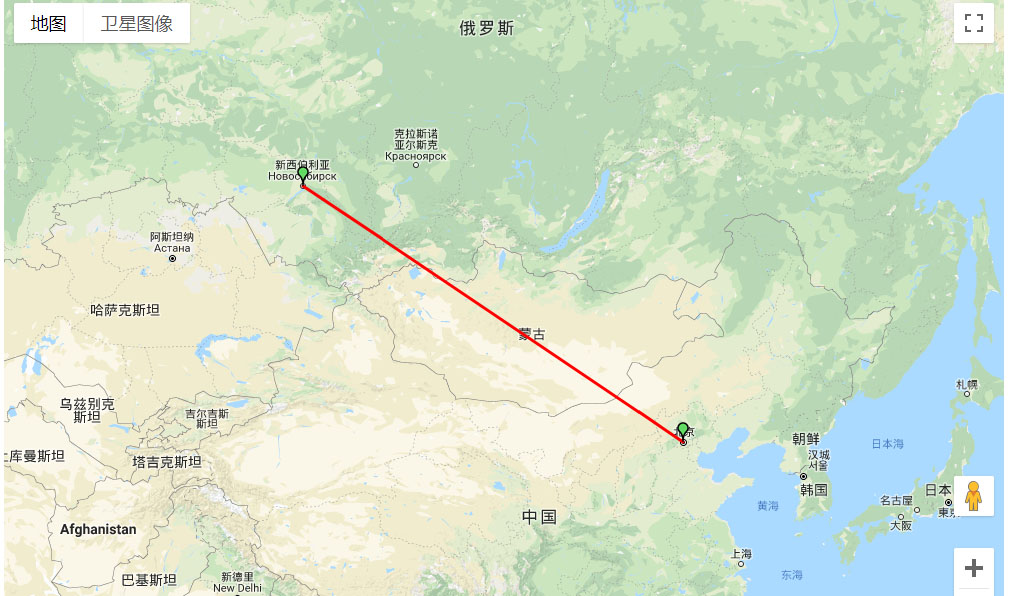 地图 卫星图像
俄罗斯
克拉斯诺
亚尔斯克
Красноярск
新西伯利亚
Новосибирск
阿斯坦纳
Астана
哈萨克斯坦
蒙古
札幌
乌兹别克
斯坦
吉尔吉斯
斯坦
北京
朝鲜
日本海
汉城
서울
土库曼斯坦
塔吉克斯坦
韩国
日本
名古屋
東京
大阪
黄海
中国
Afghanistan
上海
东海
巴基斯坦
新德里
New Delhi